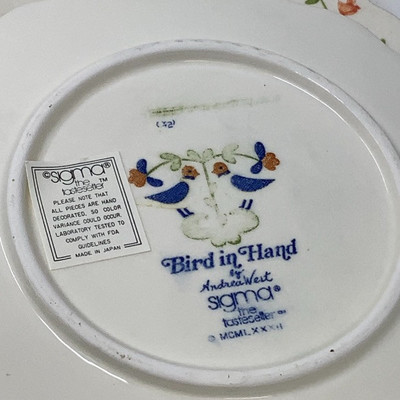 ©sigma®
the
tastesetter™
PLEASE NOTE THAT
ALL PIECES ARE HAND
DECORATED, SO COLOR
VARIANCE COULD OCCUR.
LABORATORY TESTED TO
COMPLY WITH FDA
GUIDELINES
MADE IN JAPAN
Bird in Hand
by
Andrea West
sigma®
the
tastesetter™